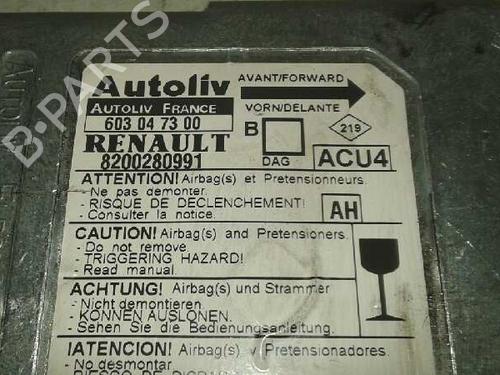 Autoliv
AVANT/FORWARD
AUTOLIV FRANCE
VORN/DELANTE
603 04 73 00
B
219
RENAULT
DAG
ACU4
8200280991
ATTENTION! Airbag(s) et Pretensionneurs.
- Ne pas demonter.
- RISQUE DE DECLENCHEMENT!
- Consulter la notice.
AH
CAUTION! Airbag(s) and Pretensioners.
- Do not remove.
- TRIGGERING HAZARD!
- Read manual.
ACHTUNG! Airbag(s) und Strammer
- Nicht demontieren.
- KÖNNEN AUSLÖSEN.
- Sehen Sie die Bedienungsanleitung.
¡ATENCION! Airbag(s) y Pretensionadores.
- No desmontar
B-PARTS